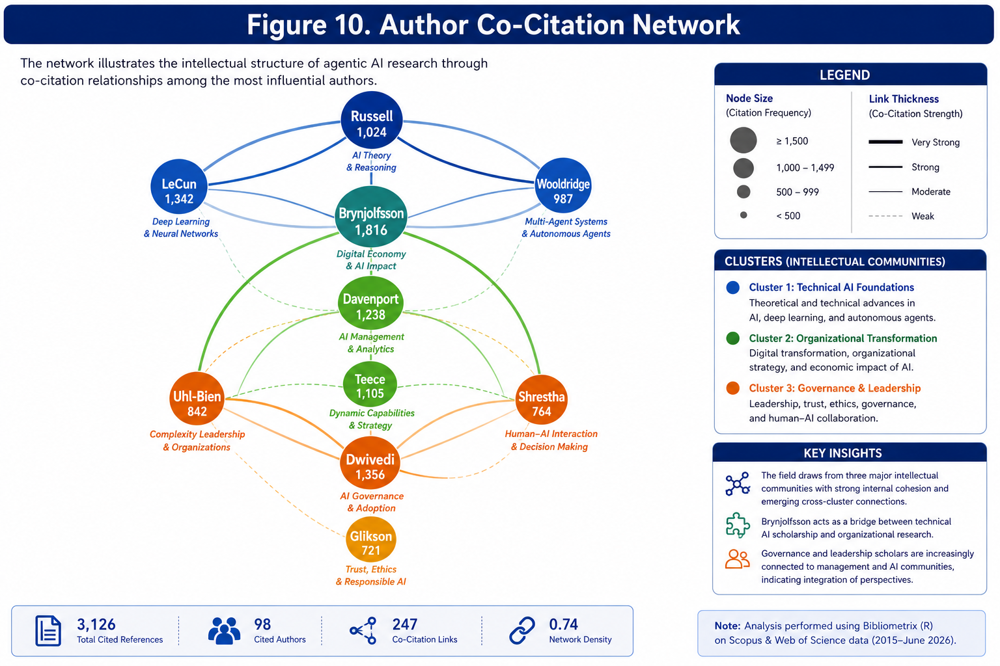 Figure 10. Author Co-Citation Network
The network illustrates the intellectual structure of agentic AI research through
co-citation relationships among the most influential authors.
Russell
1,024
AI Theory
& Reasoning
LeCun
1,342
Deep Learning
& Neural Networks
Wooldridge
987
Multi-Agent Systems
& Autonomous Agents
Brynjolfsson
1,816
Digital Economy
& AI Impact
Davenport
1,238
AI Management
& Analytics
Teece
1,105
Dynamic Capabilities
& Strategy
Uhl-Bien
842
Complexity Leadership
& Organizations
Shrestha
764
Human–AI Interaction
& Decision Making
Dwivedi
1,356
AI Governance
& Adoption
Glikson
721
Trust, Ethics
& Responsible AI
LEGEND
Node Size
(Citation Frequency)
≥ 1,500
1,000 – 1,499
500 – 999
< 500
Link Thickness
(Co-Citation Strength)
Very Strong
Strong
Moderate
Weak
CLUSTERS (INTELLECTUAL COMMUNITIES)
Cluster 1: Technical AI Foundations
Theoretical and technical advances in
AI, deep learning, and autonomous agents.
Cluster 2: Organizational Transformation
Digital transformation, organizational
strategy, and economic impact of AI.
Cluster 3: Governance & Leadership
Leadership, trust, ethics, governance,
and human–AI collaboration.
KEY INSIGHTS
The field draws from three major intellectual
communities with strong internal cohesion and
emerging cross-cluster connections.
Brynjolfsson acts as a bridge between technical
AI scholarship and organizational research.
Governance and leadership scholars are increasingly
connected to management and AI communities,
indicating integration of perspectives.
3,126
Total Cited References
98
Cited Authors
247
Co-Citation Links
0.74
Network Density
Note: Analysis performed using Bibliometrix (R)
on Scopus & Web of Science data (2015–June 2026).